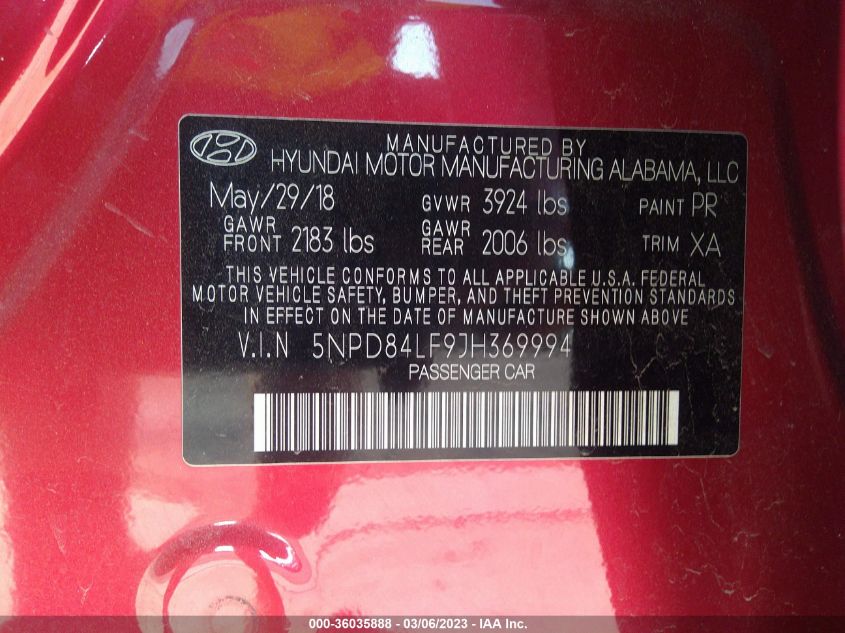 MANUFACTURED BY
HYUNDAI MOTOR MANUFACTURING ALABAMA, LLC
May/29/18 GVWR 3924 lbs PAINT PR
GAWR FRONT 2183 lbs GAWR REAR 2006 lbs TRIM XA
THIS VEHICLE CONFORMS TO ALL APPLICABLE U.S.A. FEDERAL
MOTOR VEHICLE SAFETY, BUMPER, AND THEFT PREVENTION STANDARDS
IN EFFECT ON THE DATE OF MANUFACTURE SHOWN ABOVE.
V.I.N 5NPD84LF9JH369994
PASSENGER CAR
000-36035888 - 03/06/2023 - IAA Inc.